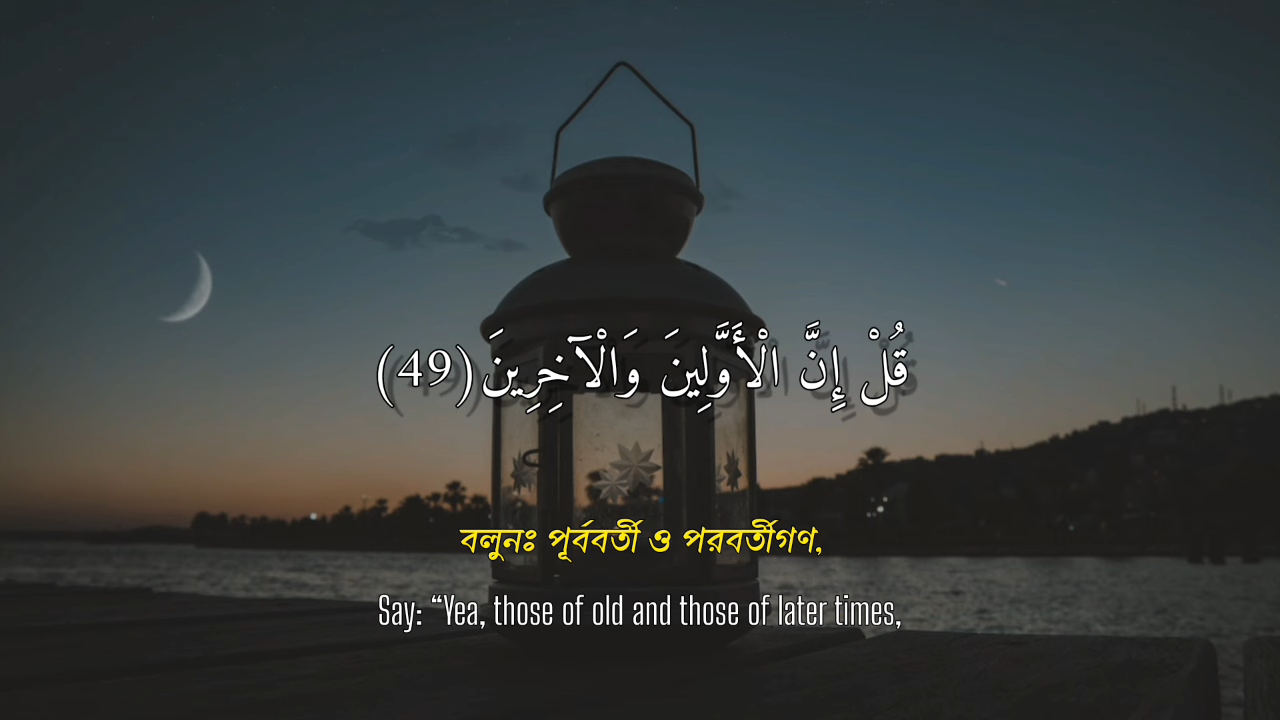 قُلْ إِنَّ الْأَوَّلِينَ وَالْآخِرِينَ(49)
বলুনঃ পূর্ববর্তী ও পরবর্তীগণ,
Say: “Yea, those of old and those of later times,